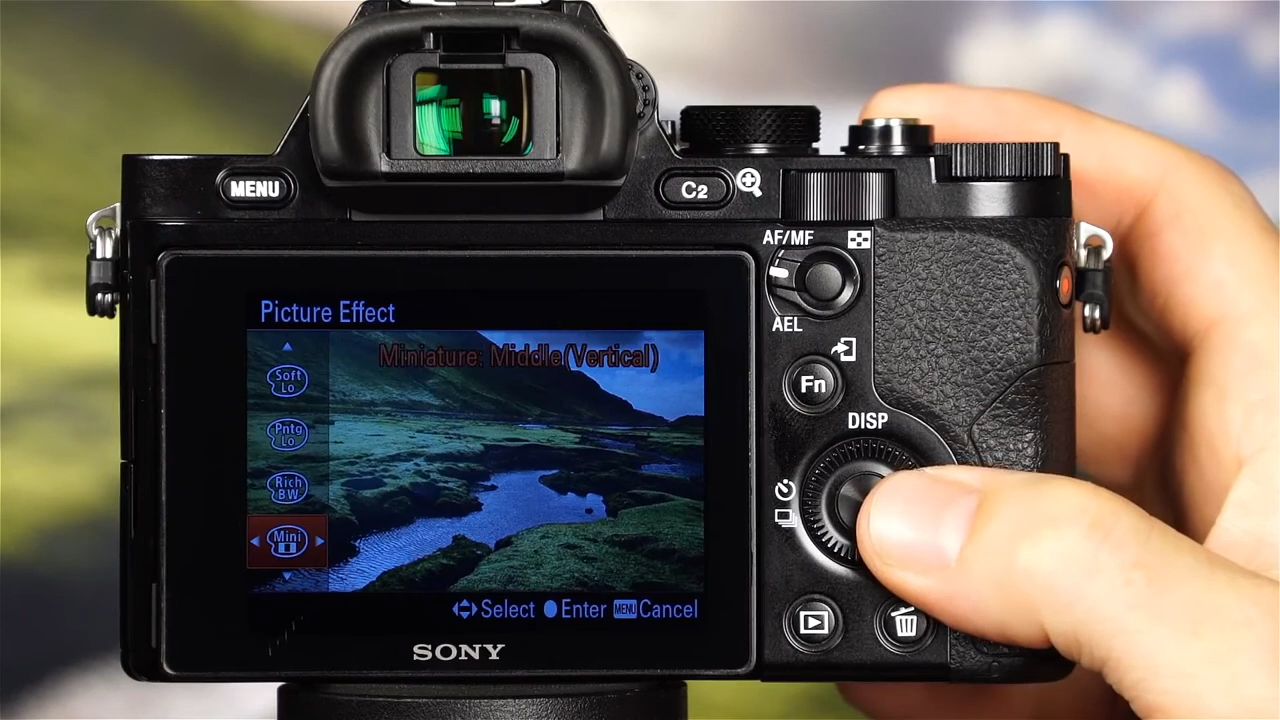 MENU
C2
AF/MF
AEL
Picture Effect
Miniature: Middle(Vertical)
Soft
Lo
Pntg
Lo
Rich
BW
Mini
Fn
DISP
Select Enter MENU Cancel
SONY